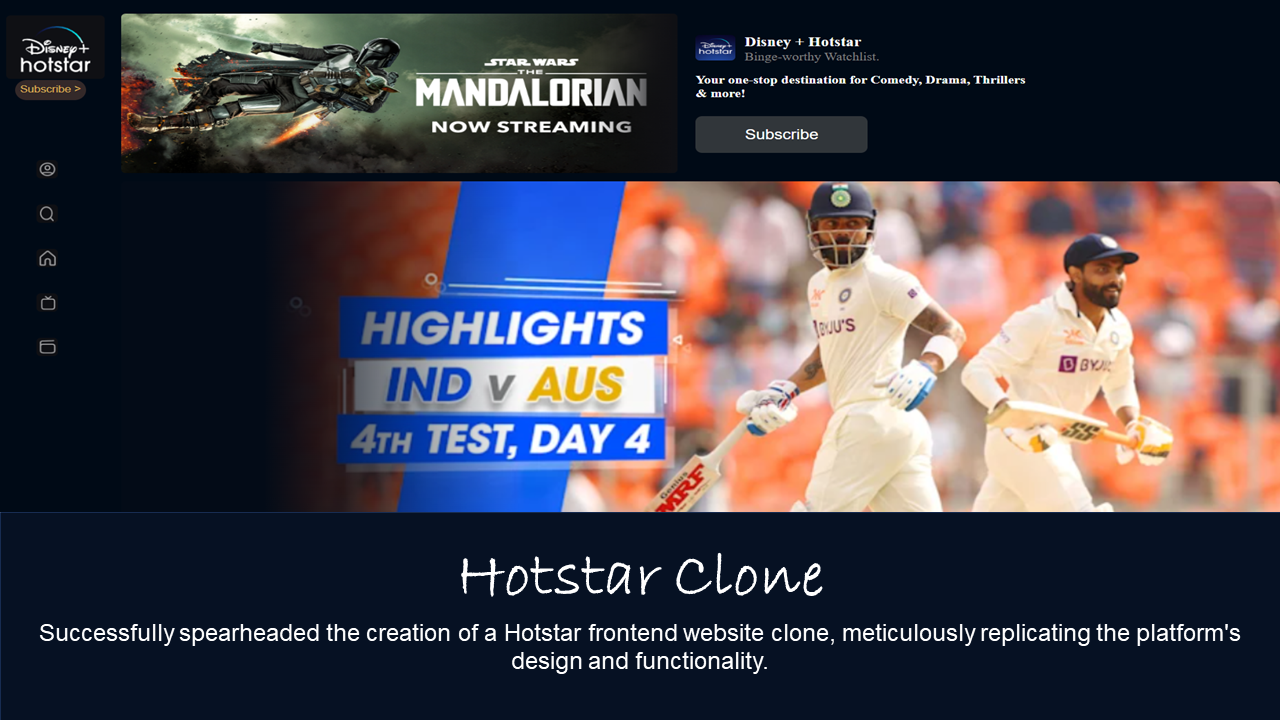 Disney+
hotstar
Subscribe >
STAR WARS
THE
MANDALORIAN
NOW STREAMING
Disney+
hotstar
Disney + Hotstar
Binge-worthy Watchlist.
Your one-stop destination for Comedy, Drama, Thrillers
& more!
Subscribe
HIGHLIGHTS
IND v AUS
4TH TEST, DAY 4
BYJU'S
BYJU'S
Genius
MRF
SS
Hotstar Clone
Successfully spearheaded the creation of a Hotstar frontend website clone, meticulously replicating the platform's
design and functionality.